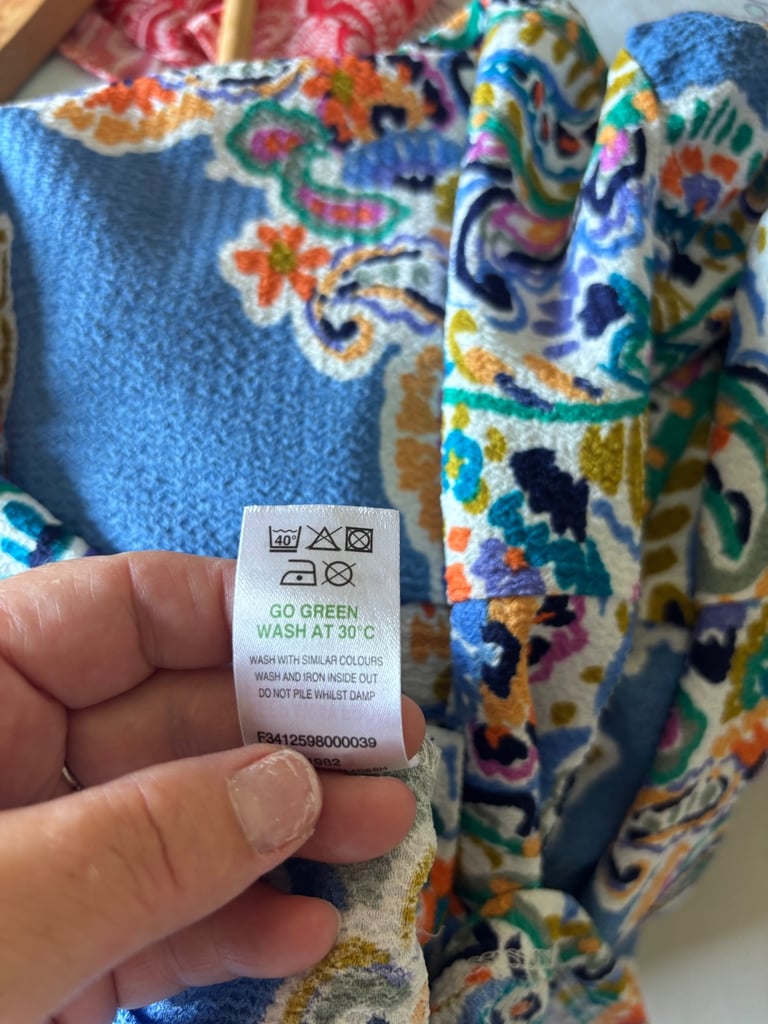 40°
GO GREEN
WASH AT 30°C
WASH WITH SIMILAR COLOURS
WASH AND IRON INSIDE OUT
DO NOT PILE WHILST DAMP
F3412598000039
1982